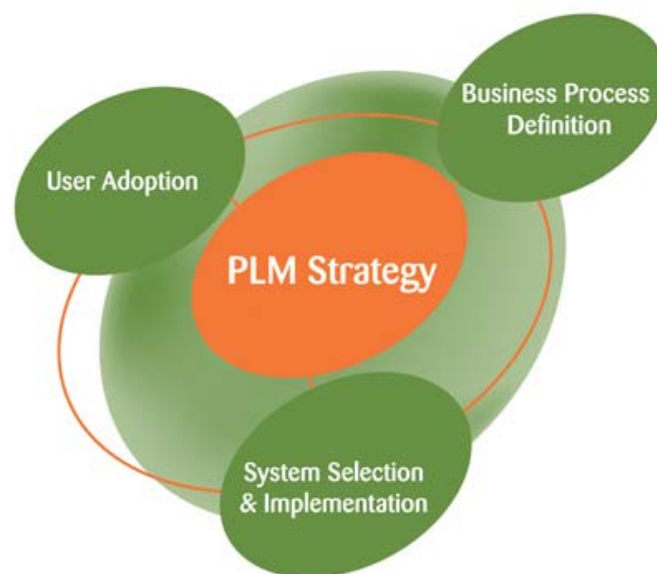 Business Process
Definition
User Adoption
PLM Strategy
System Selection
& Implementation